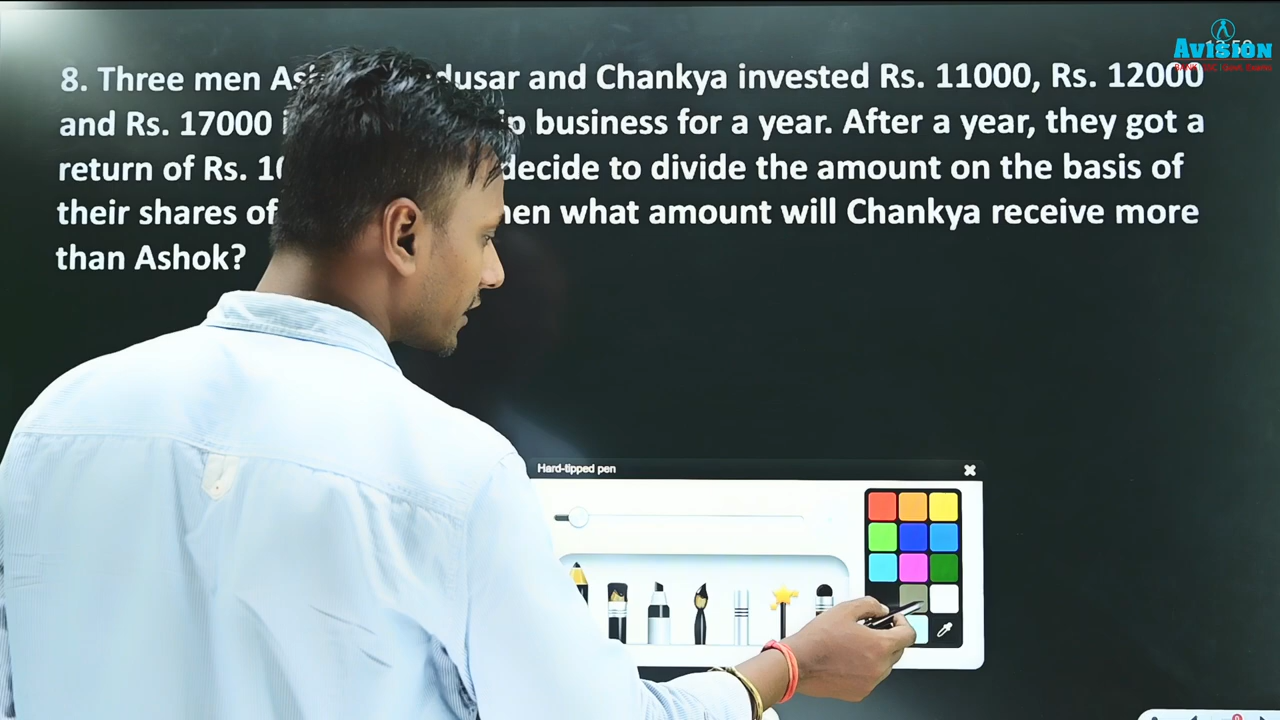 8. Three men As dusar and Chankya invested Rs. 11000, Rs. 12000
and Rs. 17000 i p business for a year. After a year, they got a
return of Rs. 10 decide to divide the amount on the basis of
their shares of hen what amount will Chankya receive more
than Ashok?
AVISION
Hard-tipped pen